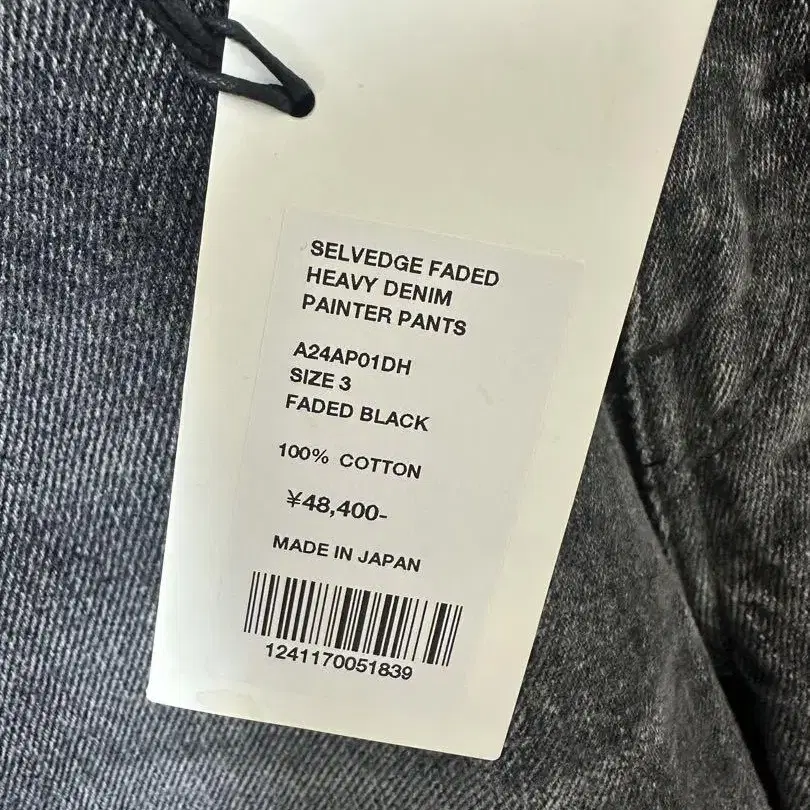 SELVEDGE FADED
HEAVY DENIM
PAINTER PANTS
A24AP01DH
SIZE 3
FADED BLACK
100% COTTON
¥48,400-
MADE IN JAPAN
1241170051839